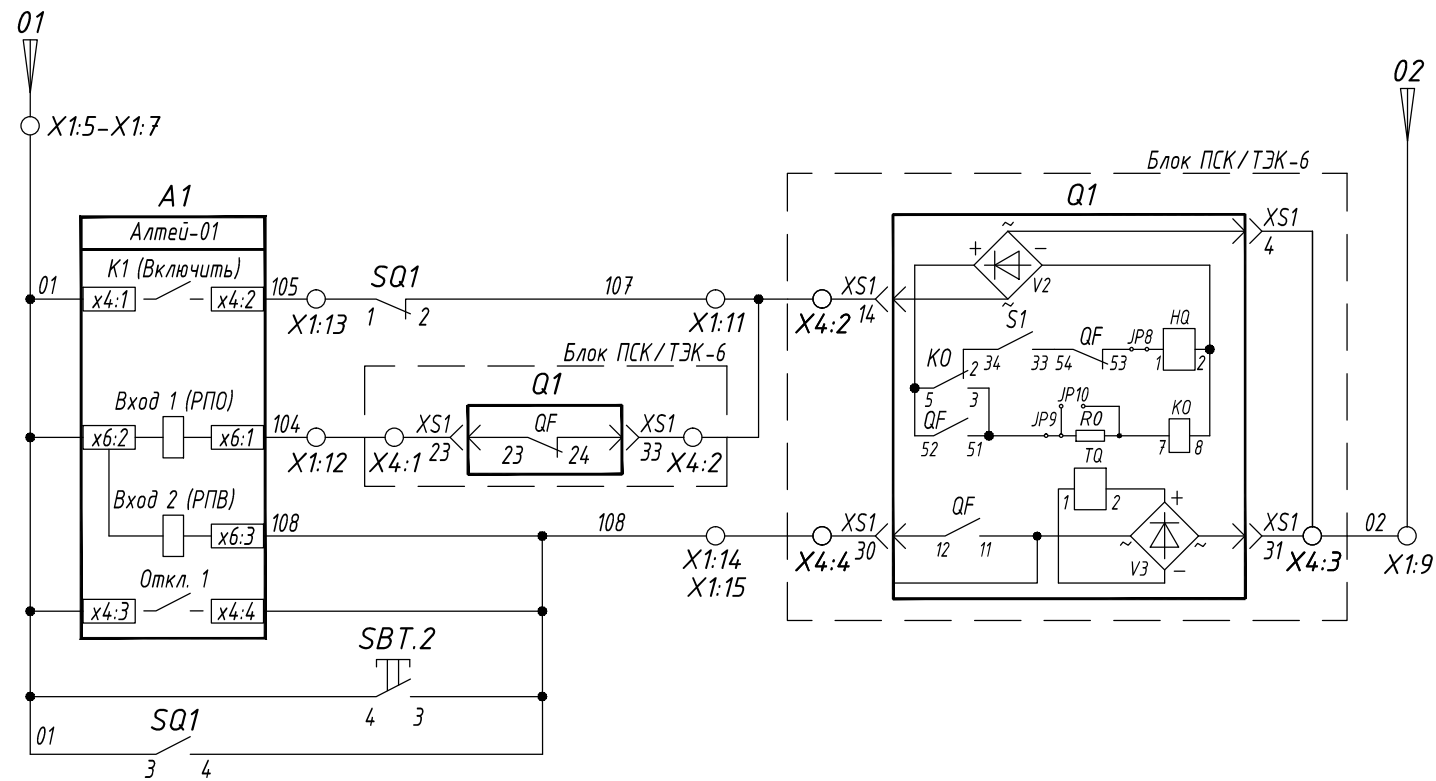 01
02
X1:5-X1:7
Блок ПСК/ТЭК-6
A1
Q1
Алтей-01
XS1
4
К1 (Включить)
01
x4:1
x4:2
105
X1:13
SQ1
1
2
107
X1:11
X4:2
XS1
14
~
+
-
V2
~
S1
34
33
QF
54
53
JP8
HQ
1
2
KO
2
5
3
Блок ПСК/ТЭК-6
Q1
Вход 1 (РПО)
x6:2
x6:1
104
X1:12
X4:1
XS1
23
QF
23
24
XS1
33
X4:2
QF
52
51
JP9
JP10
RO
KO
7
8
TQ
1
2
Вход 2 (РПВ)
x6:3
108
108
X1:14
X1:15
X4:4
XS1
30
QF
12
11
+
~
~
V3
-
XS1
31
X4:3
02
X1:9
Откл. 1
x4:3
x4:4
SBT.2
4
3
01
SQ1
3
4